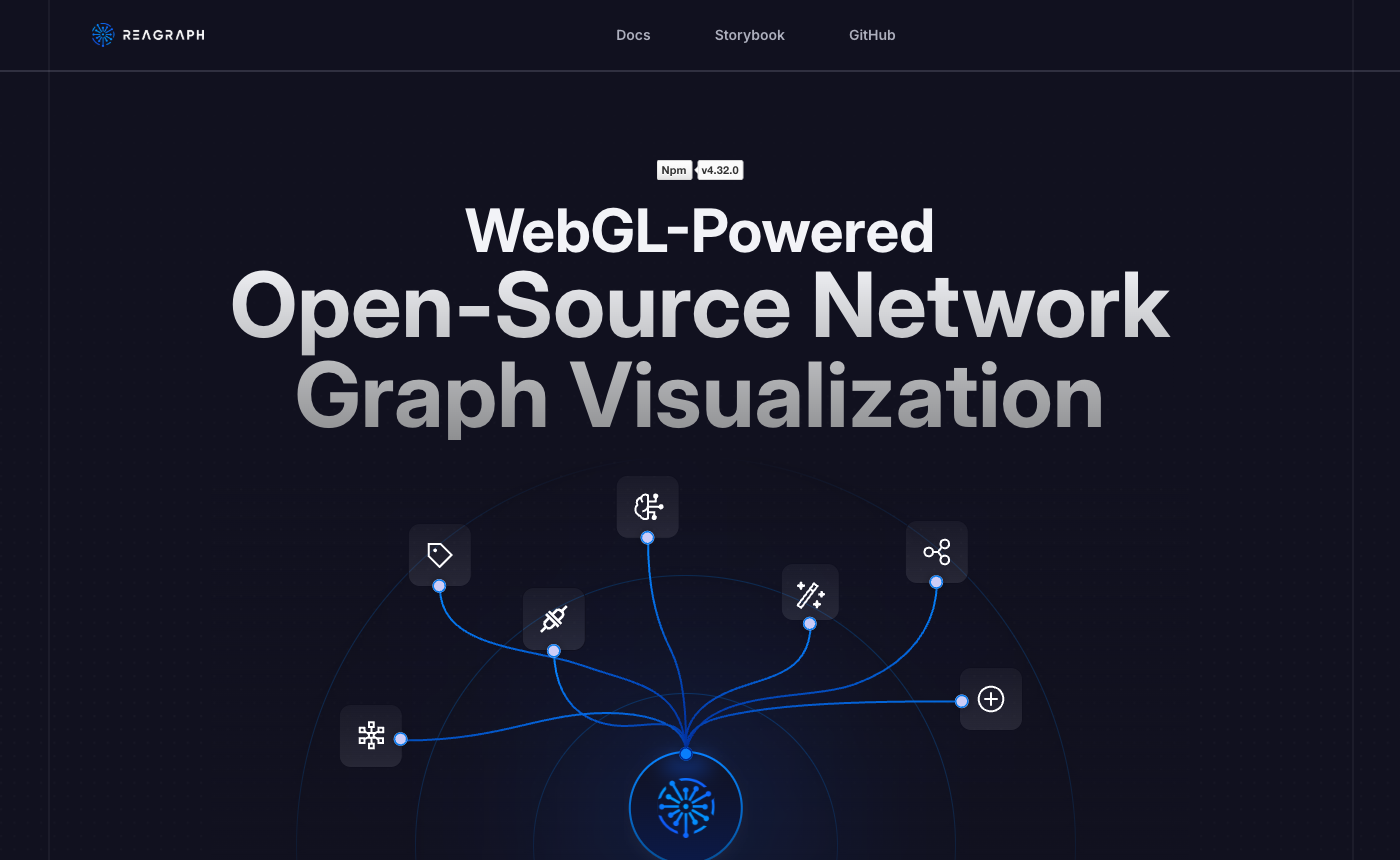 REAGRAPH
Docs Storybook GitHub
Npm v4.32.0
WebGL-Powered
Open-Source Network
Graph Visualization